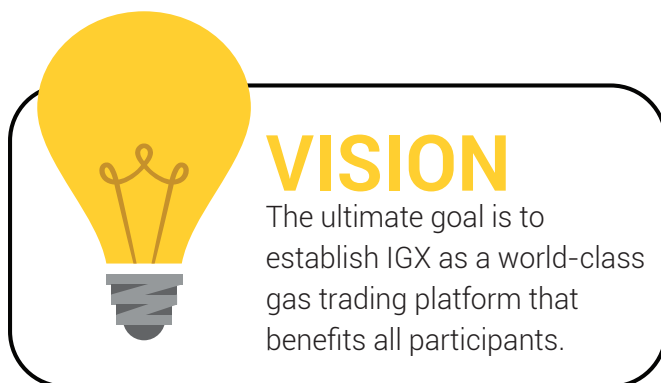 VISION
The ultimate goal is to
establish IGX as a world-class
gas trading platform that
benefits all participants.